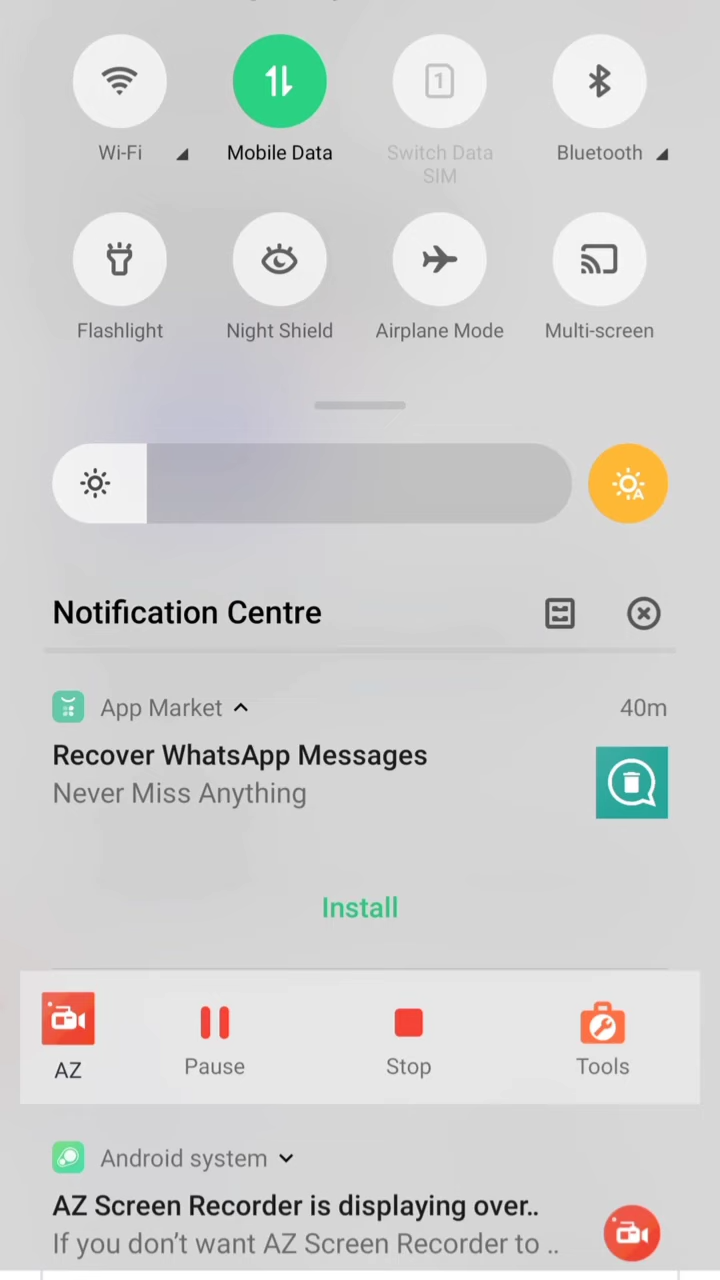 Wi-Fi
Mobile Data
1
Switch Data
SIM
Bluetooth
Flashlight
Night Shield
Airplane Mode
Multi-screen
A
Notification Centre
App Market
40m
Recover WhatsApp Messages
Never Miss Anything
Install
AZ
Pause
Stop
Tools
Android system
AZ Screen Recorder is displaying over..
If you don't want AZ Screen Recorder to ..